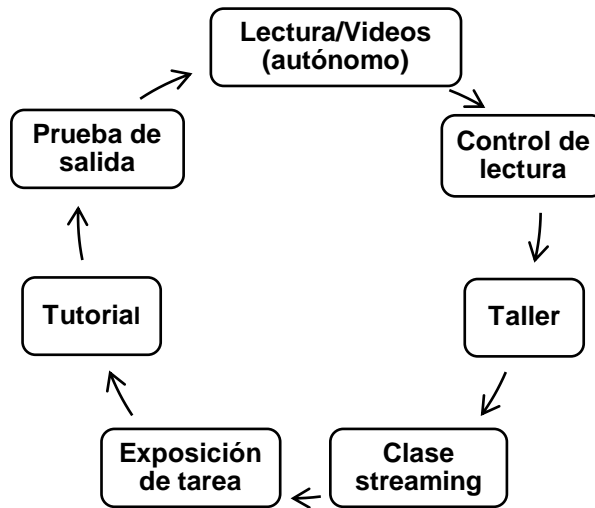 Lectura/Videos
(autónomo)
Control de
lectura
Taller
Clase
streaming
Exposición
de tarea
Tutorial
Prueba de
salida